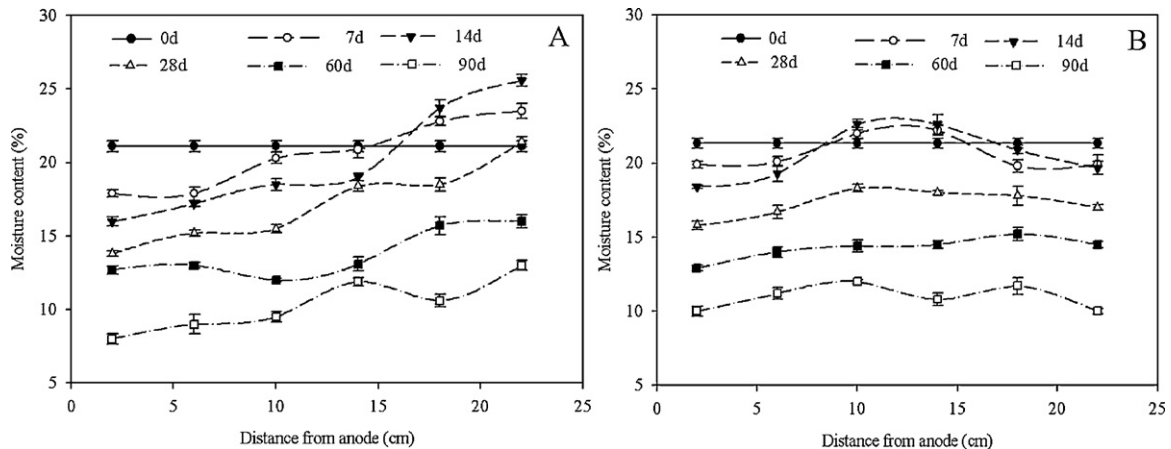 30
25
20
15
10
5
Moisture content (%)
0d 7d 14d
28d 60d 90d
A
0 5 10 15 20 25
Distance from anode (cm)
30
25
20
15
10
5
Moisture content (%)
0d 7d 14d
28d 60d 90d
B
0 5 10 15 20 25
Distance from anode (cm)